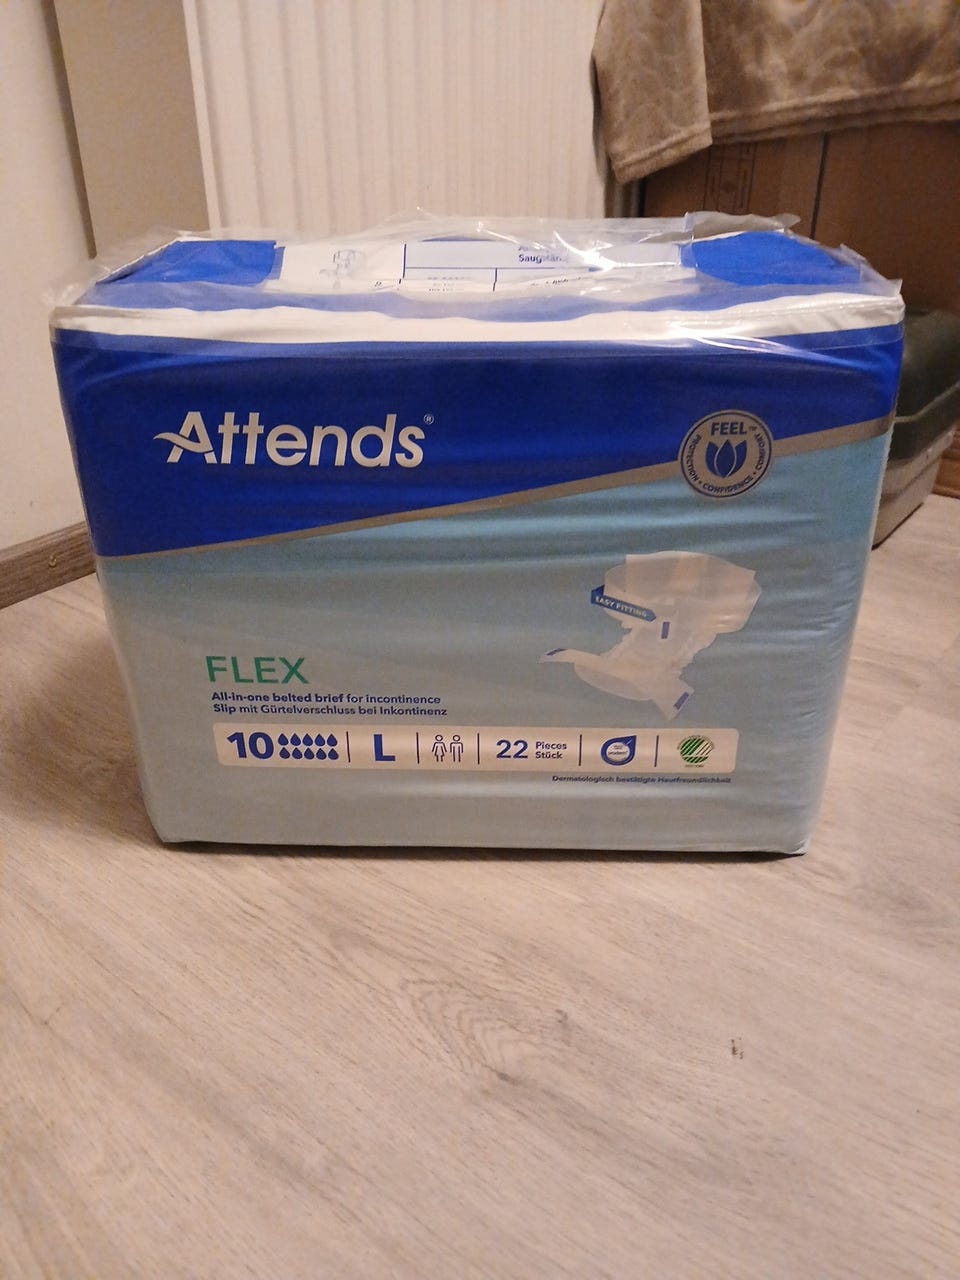 Attends®
FEEL™
PROTECTION • CONFIDENCE • COMFORT
EASY FITTING
FLEX
All-in-one belted brief for incontinence
Slip mit Gürtelverschluss bei Inkontinenz
10
L
22 Pieces
Stück
Dermatologisch bestätigte Hautfreundlichkeit